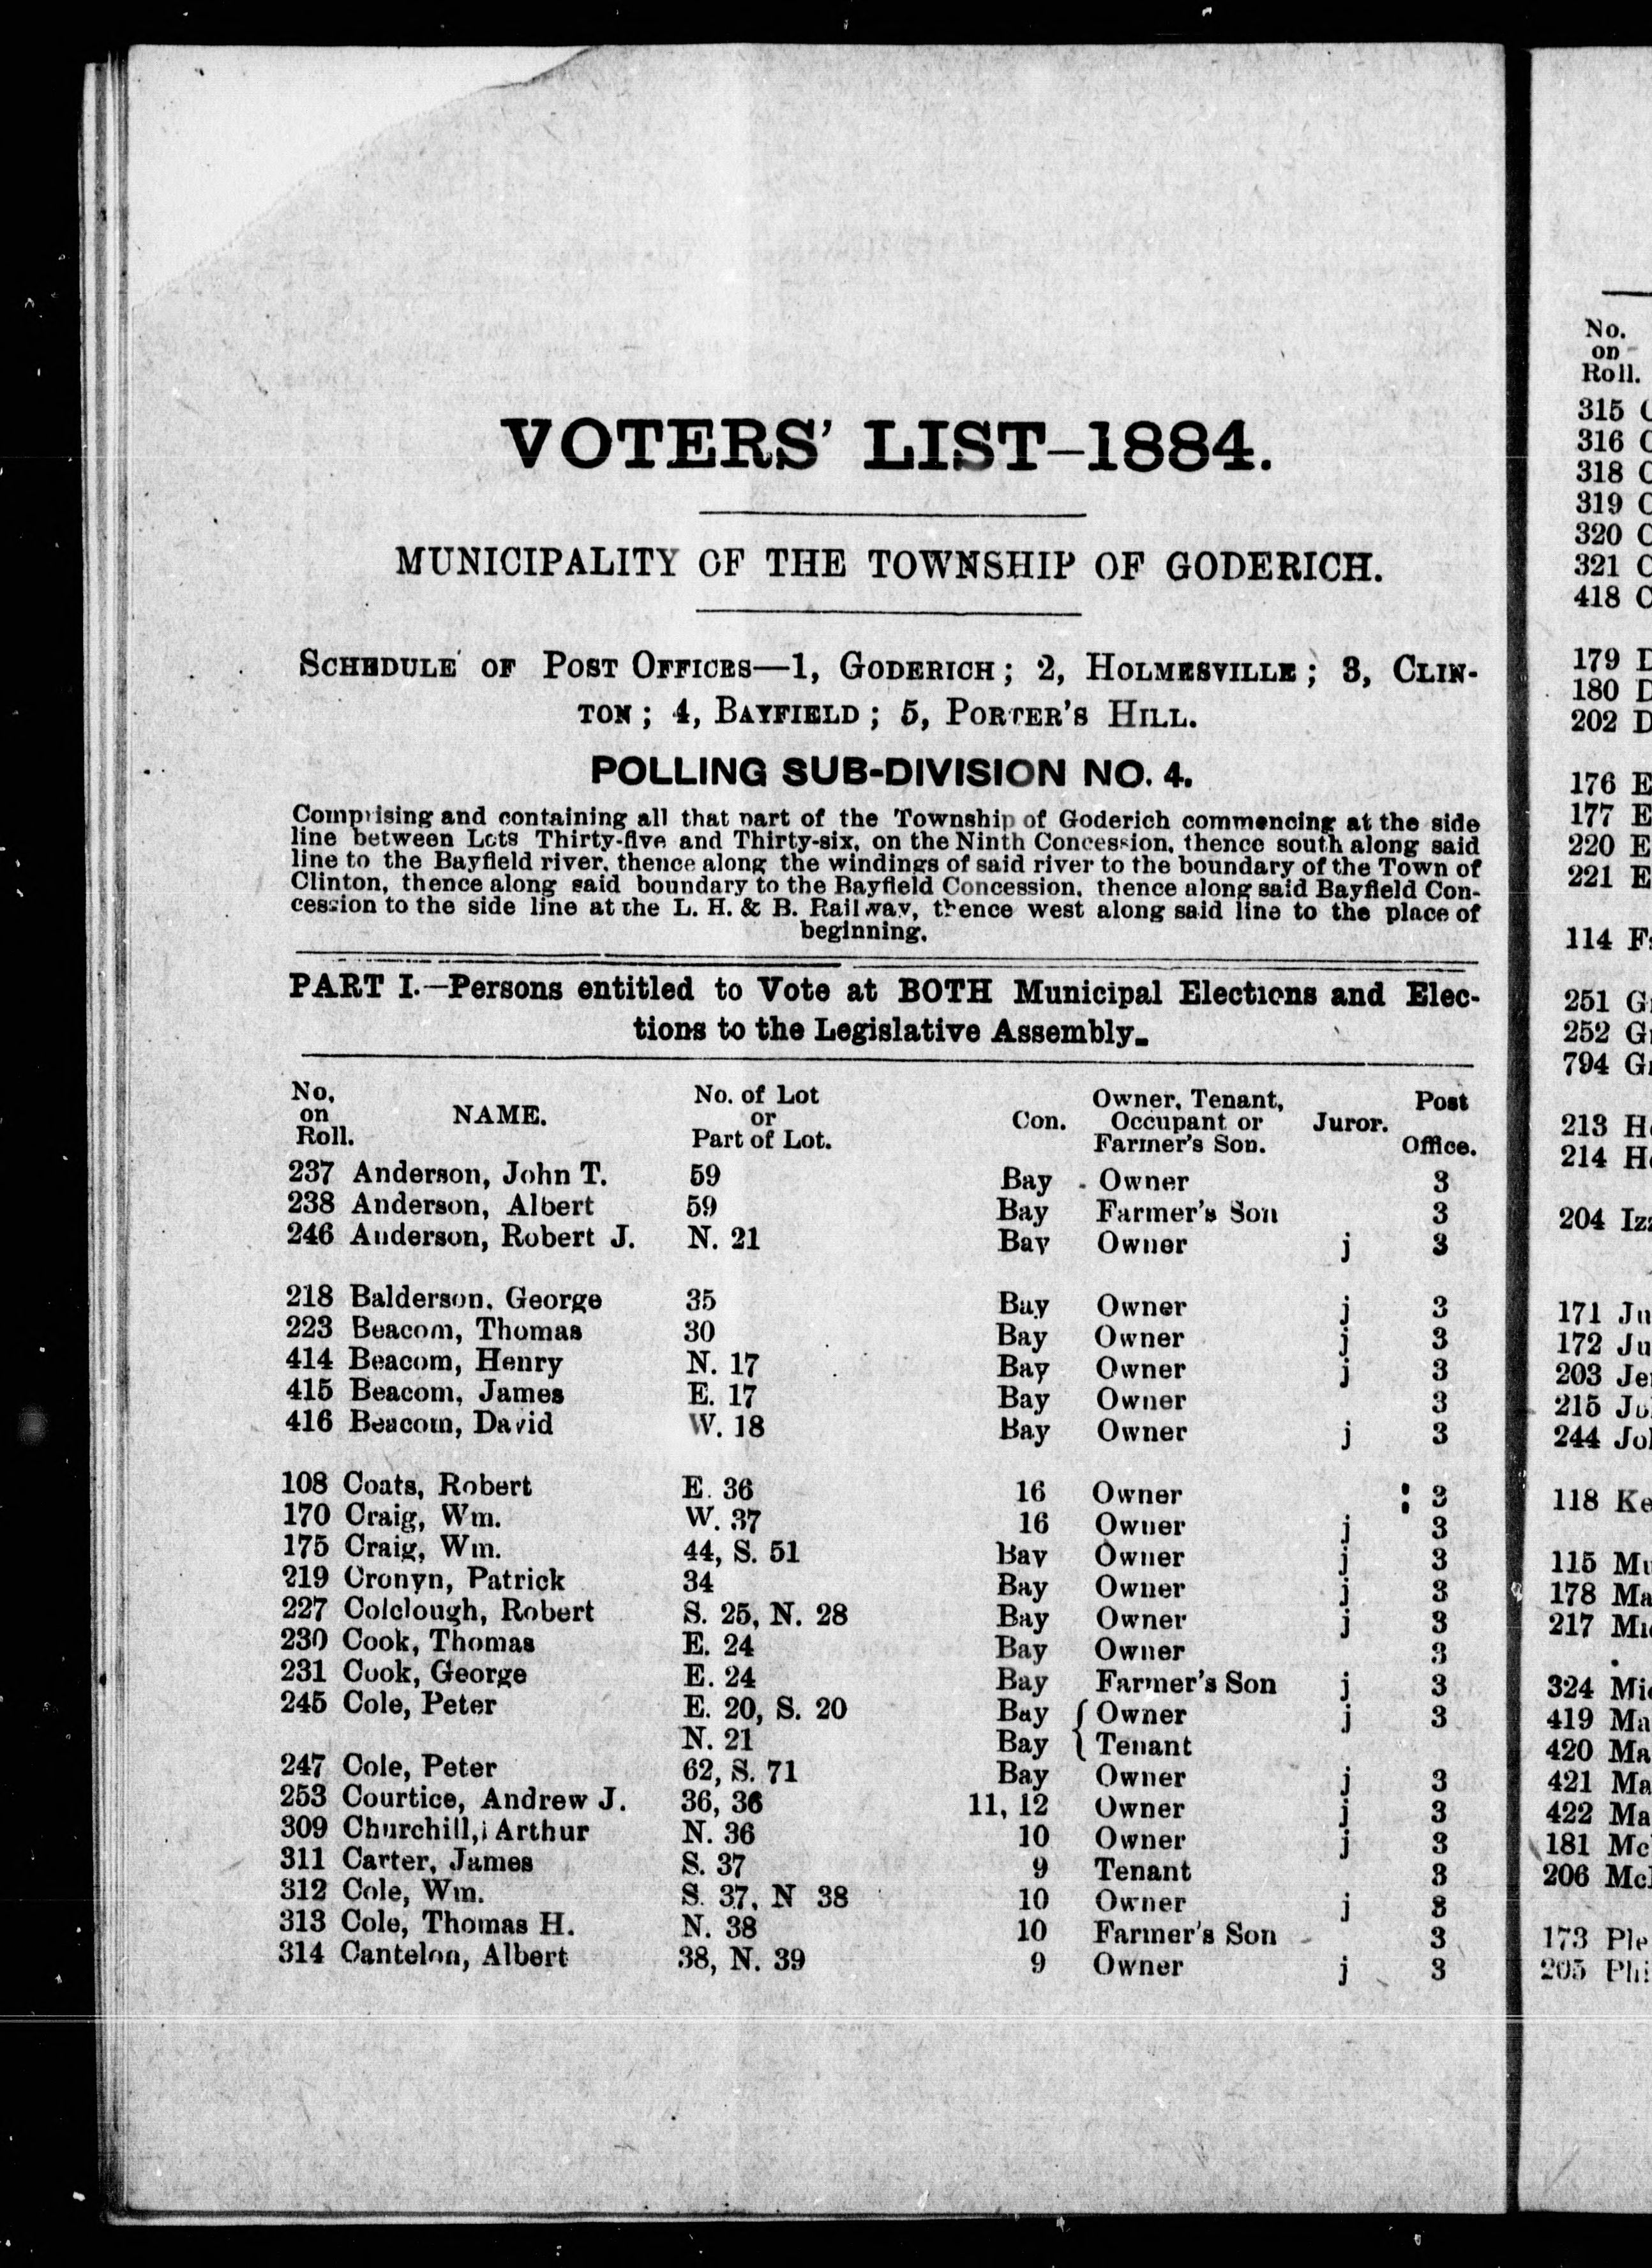 VOTERS' LIST–1884.
MUNICIPALITY OF THE TOWNSHIP OF GODERICH.
SCHEDULE OF POST OFFICES—1, GODERICH; 2, HOLMESVILLE; 3, CLIN-
TON; 4, BAYFIELD; 5, PORTER'S HILL.
POLLING SUB-DIVISION NO. 4.
Comprising and containing all that part of the Township of Goderich commencing at the side
line between Lots Thirty-five and Thirty-six, on the Ninth Concession, thence south along said
line to the Bayfield river, thence along the windings of said river to the boundary of the Town of
Clinton, thence along said boundary to the Bayfield Concession, thence along said Bayfield Con-
cession to the side line at the L. H. & B. Railway, thence west along said line to the place of
beginning.
PART I.—Persons entitled to Vote at BOTH Municipal Elections and Elec-
tions to the Legislative Assembly.
No. on Roll. NAME. No. of Lot or Part of Lot. Con. Owner, Tenant, Occupant or Farmer's Son. Juror. Post Office.
237 Anderson, John T. 59 Bay Owner 3
238 Anderson, Albert 59 Bay Farmer's Son 3
246 Anderson, Robert J. N. 21 Bay Owner j 3
218 Balderson, George 35 Bay Owner j 3
223 Beacom, Thomas 30 Bay Owner j 3
414 Beacom, Henry N. 17 Bay Owner j 3
415 Beacom, James E. 17 Bay Owner 3
416 Beacom, David W. 18 Bay Owner j 3
108 Coats, Robert E. 36 16 Owner 3
170 Craig, Wm. W. 37 16 Owner j 3
175 Craig, Wm. 44, S. 51 Bay Owner j 3
219 Cronyn, Patrick 34 Bay Owner j 3
227 Colclough, Robert S. 25, N. 28 Bay Owner j 3
230 Cook, Thomas E. 24 Bay Owner 3
231 Cook, George E. 24 Bay Farmer's Son j 3
245 Cole, Peter E. 20, S. 20 Bay { Owner j 3
N. 21 Bay { Tenant
247 Cole, Peter 62, S. 71 Bay Owner j 3
253 Courtice, Andrew J. 36, 36 11, 12 Owner j 3
309 Churchill, Arthur N. 36 10 Owner j 3
311 Carter, James S. 37 9 Tenant 3
312 Cole, Wm. S. 37, N 38 10 Owner j 3
313 Cole, Thomas H. N. 38 10 Farmer's Son 3
314 Cantelon, Albert 38, N. 39 9 Owner j 3
No.
on
Roll.
315
316
318
319
320
321
418
179
180
202
176
177
220
221
114
251
252
794
213
214
204
171
172
203
215
244
118
115
178
217
324
419
420
421
422
181
206
173
205